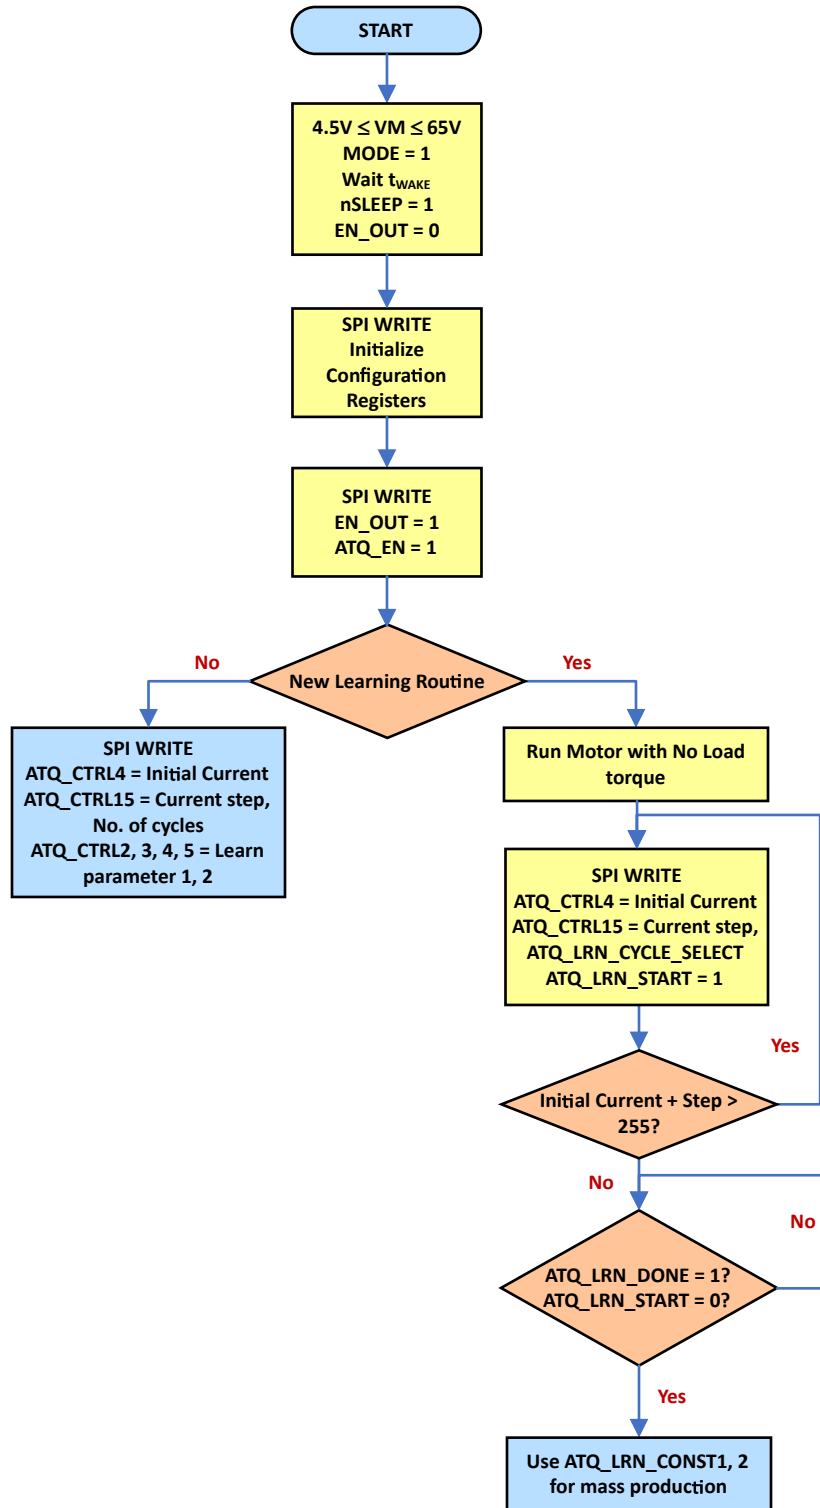 START
4.5V ≤ VM ≤ 65V
MODE = 1
Wait tWAKE
nSLEEP = 1
EN_OUT = 0
SPI WRITE
Initialize
Configuration
Registers
SPI WRITE
EN_OUT = 1
ATQ_EN = 1
New Learning Routine
No
Yes
SPI WRITE
ATQ_CTRL4 = Initial Current
ATQ_CTRL15 = Current step,
No. of cycles
ATQ_CTRL2, 3, 4, 5 = Learn
parameter 1, 2
Run Motor with No Load
torque
SPI WRITE
ATQ_CTRL4 = Initial Current
ATQ_CTRL15 = Current step,
ATQ_LRN_CYCLE_SELECT
ATQ_LRN_START = 1
Yes
Initial Current + Step >
255?
No
No
ATQ_LRN_DONE = 1?
ATQ_LRN_START = 0?
Yes
Use ATQ_LRN_CONST1, 2
for mass production